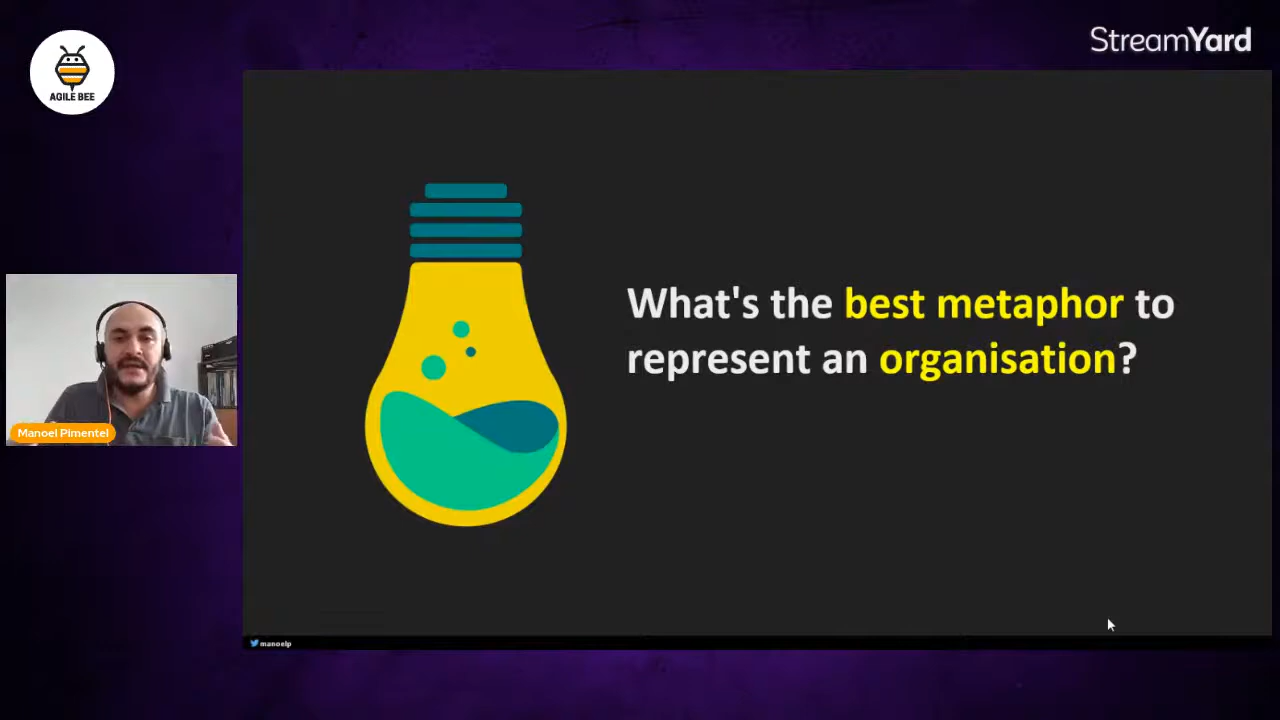 AGILE BEE
StreamYard
What's the best metaphor to
represent an organisation?
Manoel Pimentel
manoelp